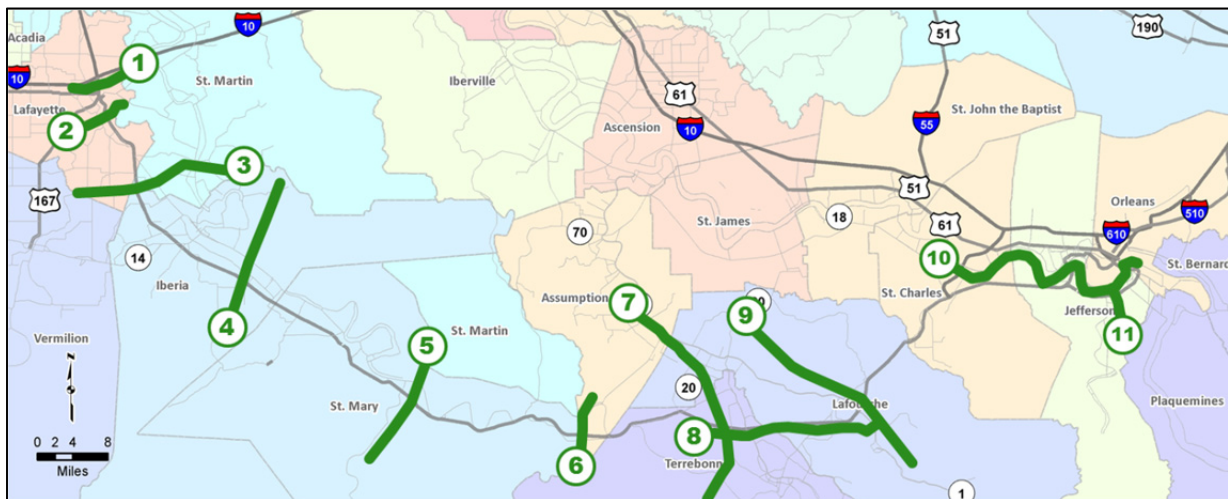 Acadia
10
1
St. Martin
10
Lafayette
2
3
167
14
Iberia
4
Vermilion
N
0 2 4 8
Miles
St. Mary
5
St. Martin
Iberville
61
Ascension
10
St. James
70
Assumption
7
6
20
8
Terrebonn
9
Lafourche
1
51
190
55
St. John the Baptist
51
18
61
10
St. Charles
Orleans
610
510
St. Bernard
Jefferson
11
Plaquemines